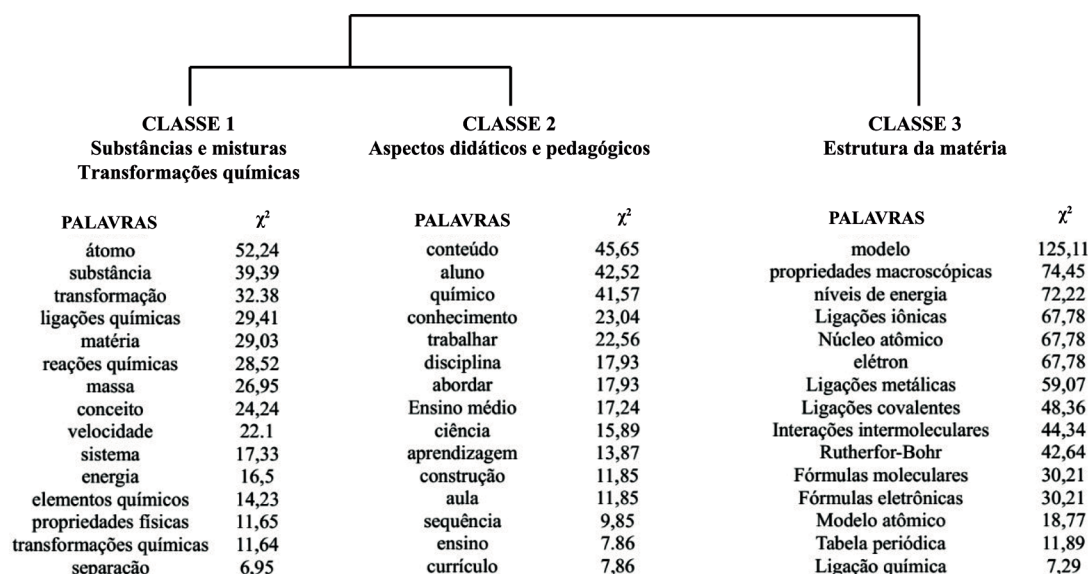 CLASSE 1
Substâncias e misturas
Transformações químicas
PALAVRAS χ²
átomo 52,24
substância 39,39
transformação 32.38
ligações químicas 29,41
matéria 29,03
reações químicas 28,52
massa 26,95
conceito 24,24
velocidade 22.1
sistema 17,33
energia 16,5
elementos químicos 14,23
propriedades físicas 11,65
transformações químicas 11,64
separação 6,95
CLASSE 2
Aspectos didáticos e pedagógicos
PALAVRAS χ²
conteúdo 45,65
aluno 42,52
químico 41,57
conhecimento 23,04
trabalhar 22,56
disciplina 17,93
abordar 17,93
Ensino médio 17,24
ciência 15,89
aprendizagem 13,87
construção 11,85
aula 11,85
sequência 9,85
ensino 7.86
currículo 7,86
CLASSE 3
Estrutura da matéria
PALAVRAS χ²
modelo 125,11
propriedades macroscópicas 74,45
níveis de energia 72,22
Ligações iônicas 67,78
Núcleo atômico 67,78
elétron 67,78
Ligações metálicas 59,07
Ligações covalentes 48,36
Interações intermoleculares 44,34
Rutherfor-Bohr 42,64
Fórmulas moleculares 30,21
Fórmulas eletrônicas 30,21
Modelo atômico 18,77
Tabela periódica 11,89
Ligação química 7,29